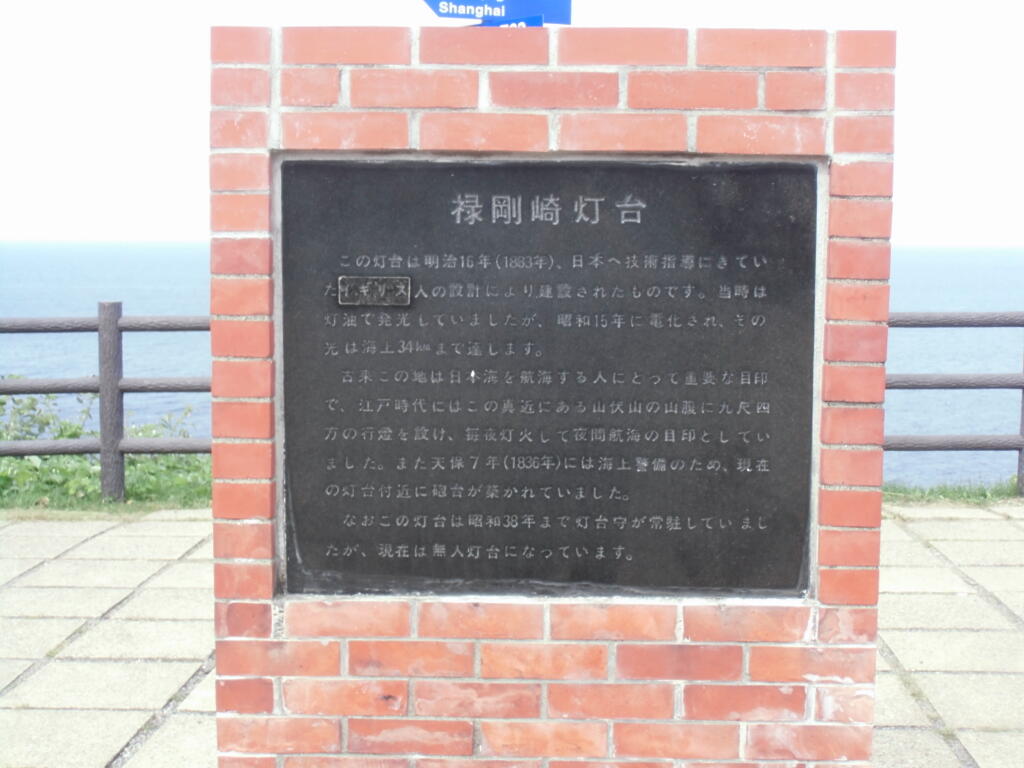 Shanghai
禄剛崎灯台
この灯台は明治16年(1883年)、日本へ技術指導にきてい
たイギリス人の設計により建設されたものです。当時は
灯油で発光していましたが、昭和15年に電化され、その
光は海上34kmまで達します。
古来この地は日本海を航海する人にとって重要な目印
で、江戸時代にはこの真近にある山伏山の山腹に九尺四
方の行燈を設け、毎夜灯火して夜間航海の目印としてい
ました。また天保7年(1836年)には海上警備のため、現在
の灯台付近に砲台が築かれていました。
なおこの灯台は昭和38年まで灯台守が常駐していまし
たが、現在は無人灯台になっています。